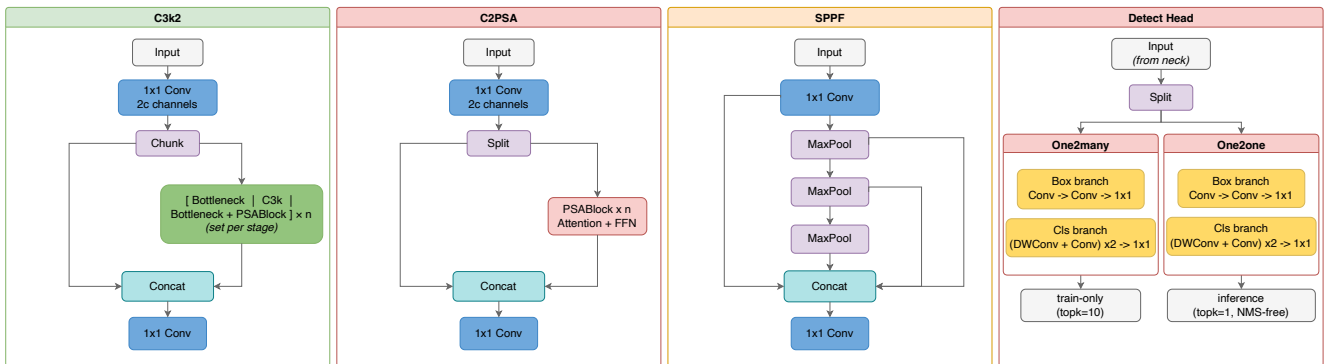 C3k2
Input
1x1 Conv
2c channels
Chunk
[ Bottleneck | C3k |
Bottleneck + PSABlock ] × n
(set per stage)
Concat
1x1 Conv
C2PSA
Input
1x1 Conv
2c channels
Split
PSABlock x n
Attention + FFN
Concat
1x1 Conv
SPPF
Input
1x1 Conv
MaxPool
MaxPool
MaxPool
Concat
1x1 Conv
Detect Head
Input
(from neck)
Split
One2many
Box branch
Conv -> Conv -> 1x1
Cls branch
(DWConv + Conv) x2 -> 1x1
train-only
(topk=10)
One2one
Box branch
Conv -> Conv -> 1x1
Cls branch
(DWConv + Conv) x2 -> 1x1
inference
(topk=1, NMS-free)